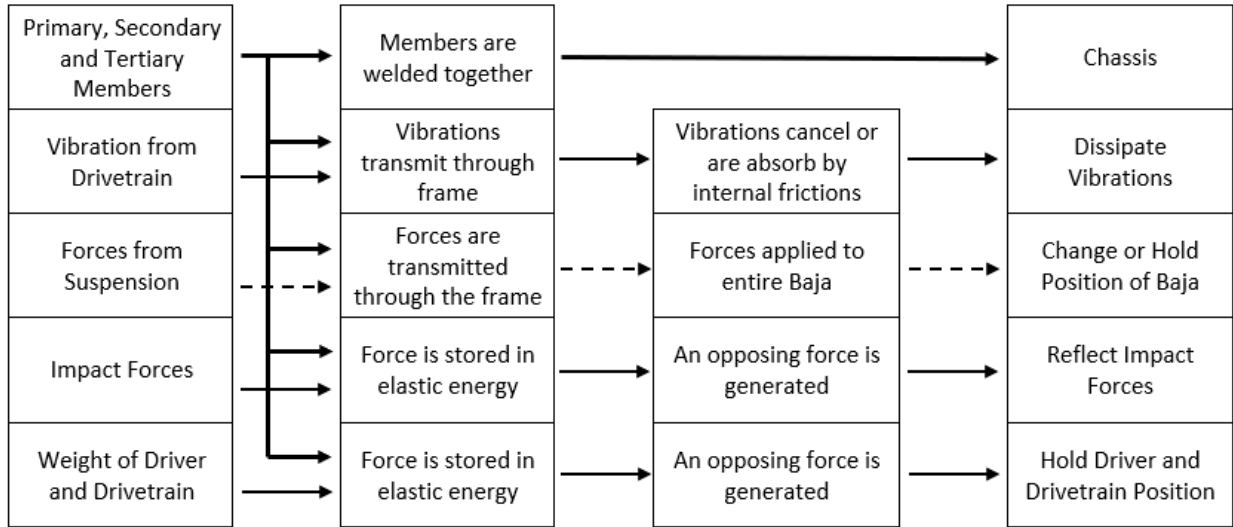 Primary, Secondary
and Tertiary
Members
Members are
welded together
Chassis
Vibration from
Drivetrain
Vibrations
transmit through
frame
Vibrations cancel or
are absorb by
internal frictions
Dissipate
Vibrations
Forces from
Suspension
Forces are
transmitted
through the frame
Forces applied to
entire Baja
Change or Hold
Position of Baja
Impact Forces
Force is stored in
elastic energy
An opposing force is
generated
Reflect Impact
Forces
Weight of Driver
and Drivetrain
Force is stored in
elastic energy
An opposing force is
generated
Hold Driver and
Drivetrain Position